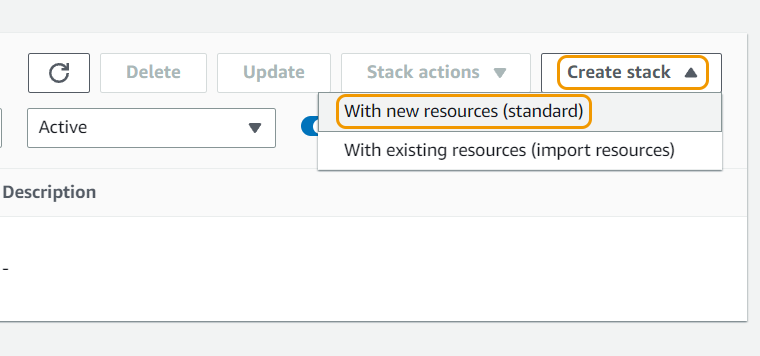 Delete
Update
Stack actions
Create stack
With new resources (standard)
Active
With existing resources (import resources)
Description
-